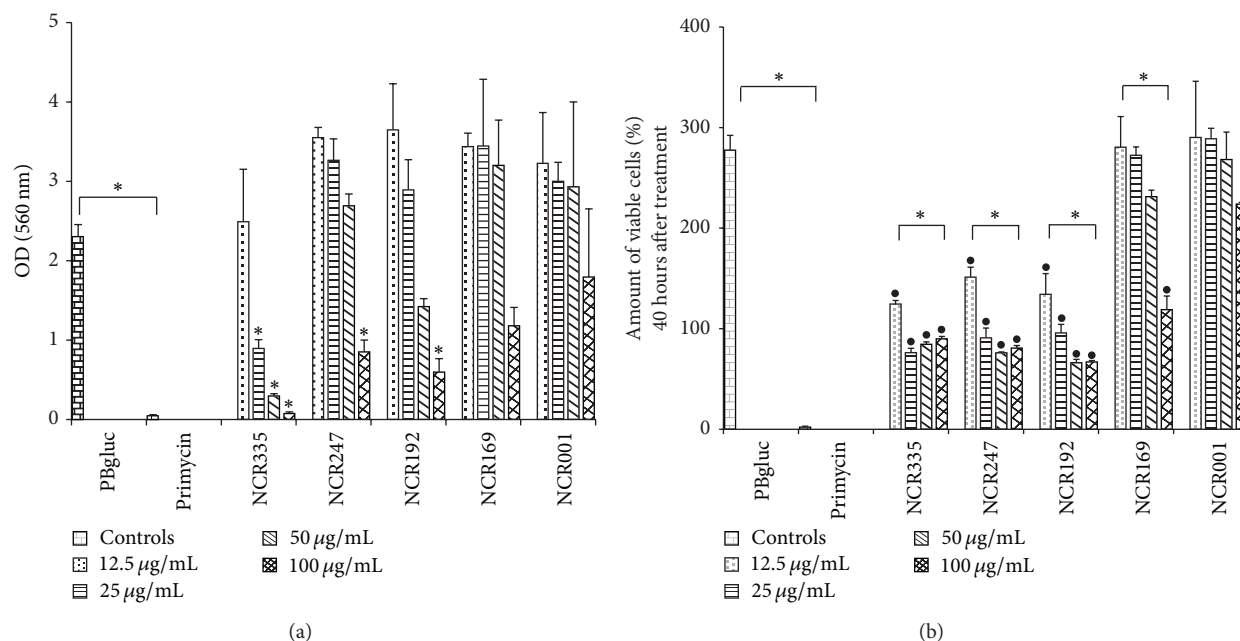 5
4
3
2
1
0
OD (560 nm)
*
*
*
*
*
*
PBgluc
Primycin
NCR335
NCR247
NCR192
NCR169
NCR001
Controls
12.5 μg/mL
25 μg/mL
50 μg/mL
100 μg/mL
(a)
400
300
200
100
0
Amount of viable cells (%)
40 hours after treatment
*
*
*
*
*
PBgluc
Primycin
NCR335
NCR247
NCR192
NCR169
NCR001
Controls
12.5 μg/mL
25 μg/mL
50 μg/mL
100 μg/mL
(b)